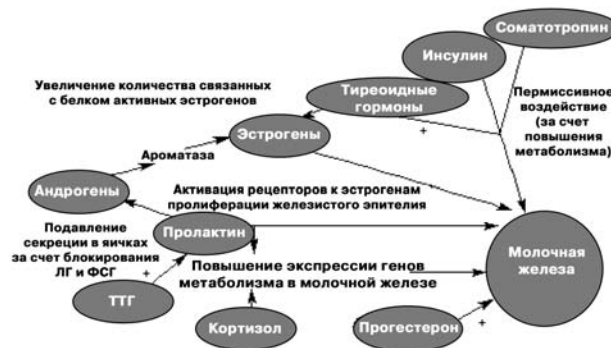 Соматотропин
Инсулин
Увеличение количества связанных
с белком активных эстрогенов
Тиреоидные
гормоны
Пермиссивное
воздействие
(за счет
повышения
метаболизма)
+
Эстрогены
Ароматаза
Андрогены
Активация рецепторов к эстрогенам
пролиферации железистого эпителия
Подавление
секреции в яичках
за счет блокирования
ЛГ и ФСГ
Пролактин
Молочная
железа
+
Повышение экспрессии генов
метаболизма в молочной железе
ТТГ
Кортизол
Прогестерон
+